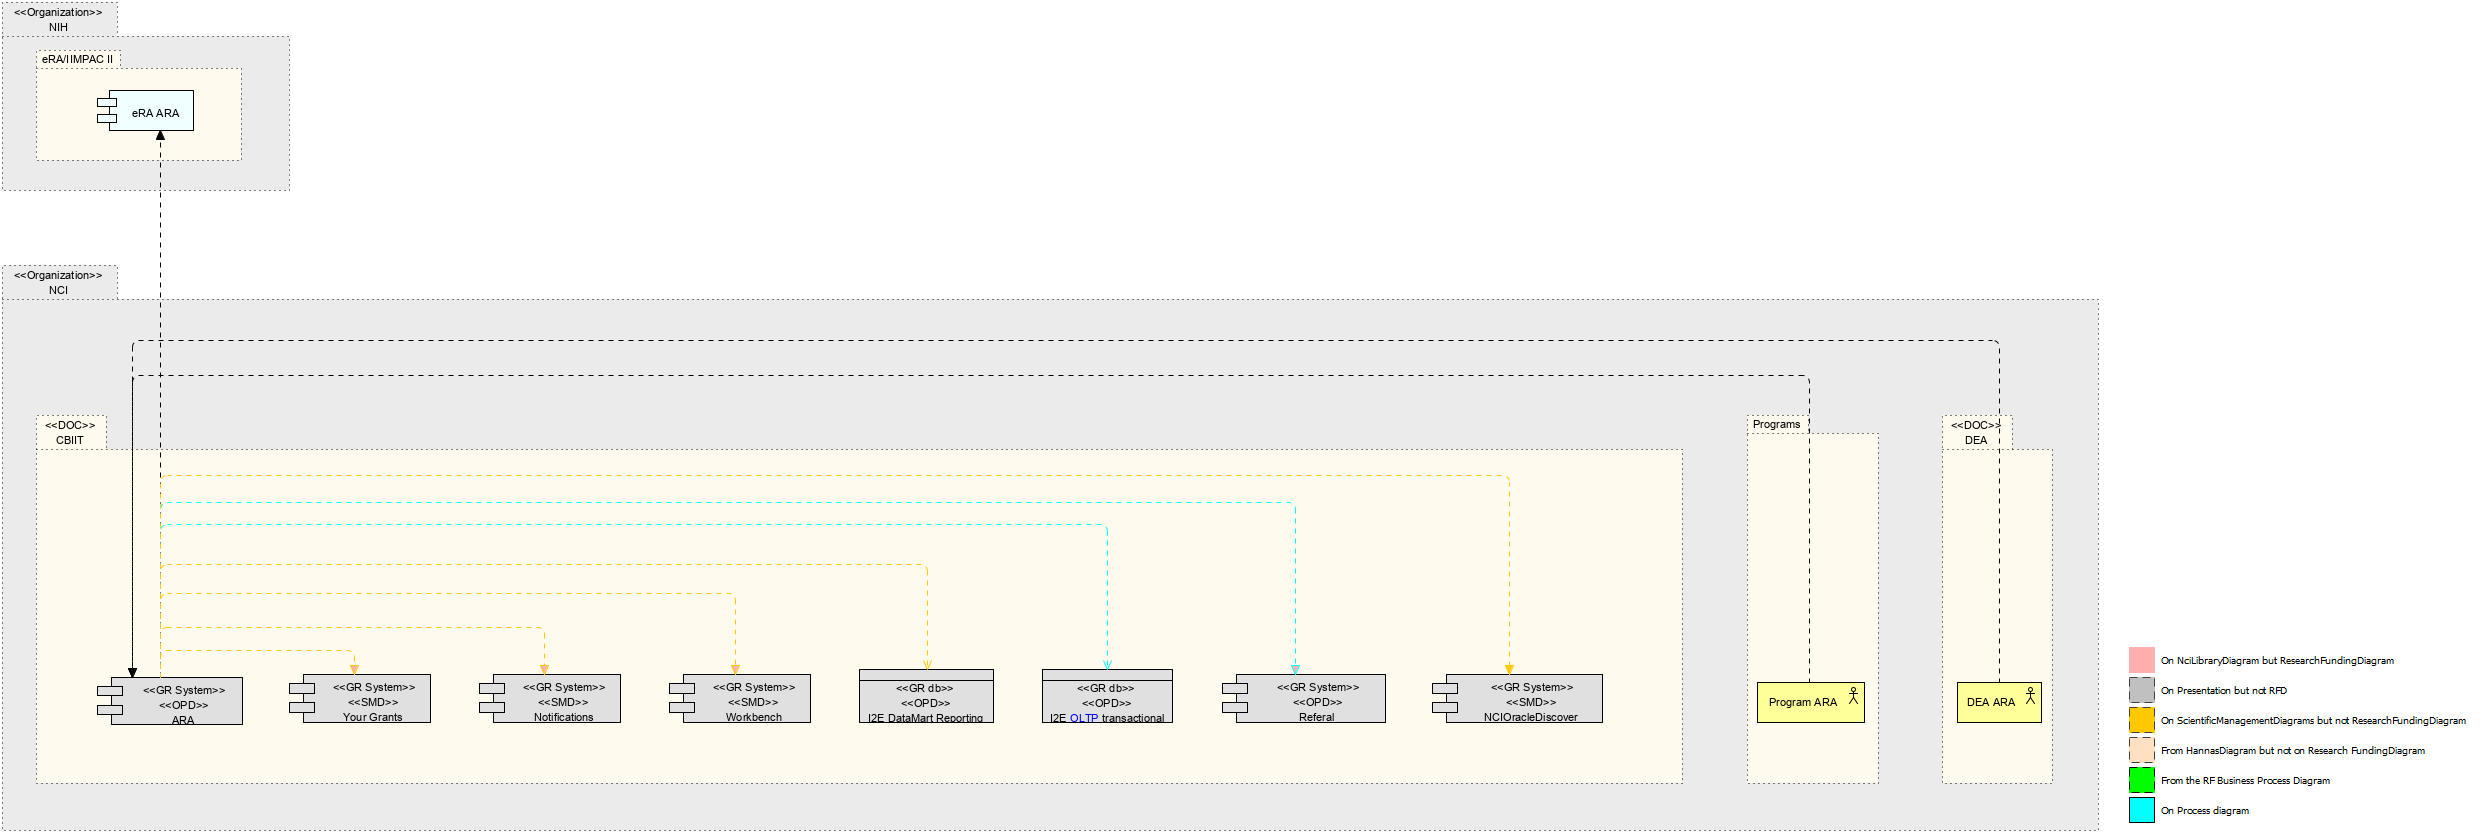 <<Organization>>
NIH
eRA/IIMPAC II
eRA ARA
<<Organization>>
NCI
<<DOC>>
CBIIT
Programs
<<DOC>>
DEA
<<GR System>>
<<OPD>>
ARA
<<GR System>>
<<SMD>>
Your Grants
<<GR System>>
<<SMD>>
Notifications
<<GR System>>
<<SMD>>
Workbench
<<GR db>>
<<OPD>>
I2E DataMart Reporting
<<GR db>>
<<OPD>>
I2E OLTP transactional
<<GR System>>
<<OPD>>
Referal
<<GR System>>
<<SMD>>
NCIOracleDiscover
Program ARA
DEA ARA
On NciLibraryDiagram but ResearchFundingDiagram
On Presentation but not RFD
On ScientificManagementDiagrams but not ResearchFundingDiagram
From HannasDiagram but not on Research FundingDiagram
From the RF Business Process Diagram
On Process diagram